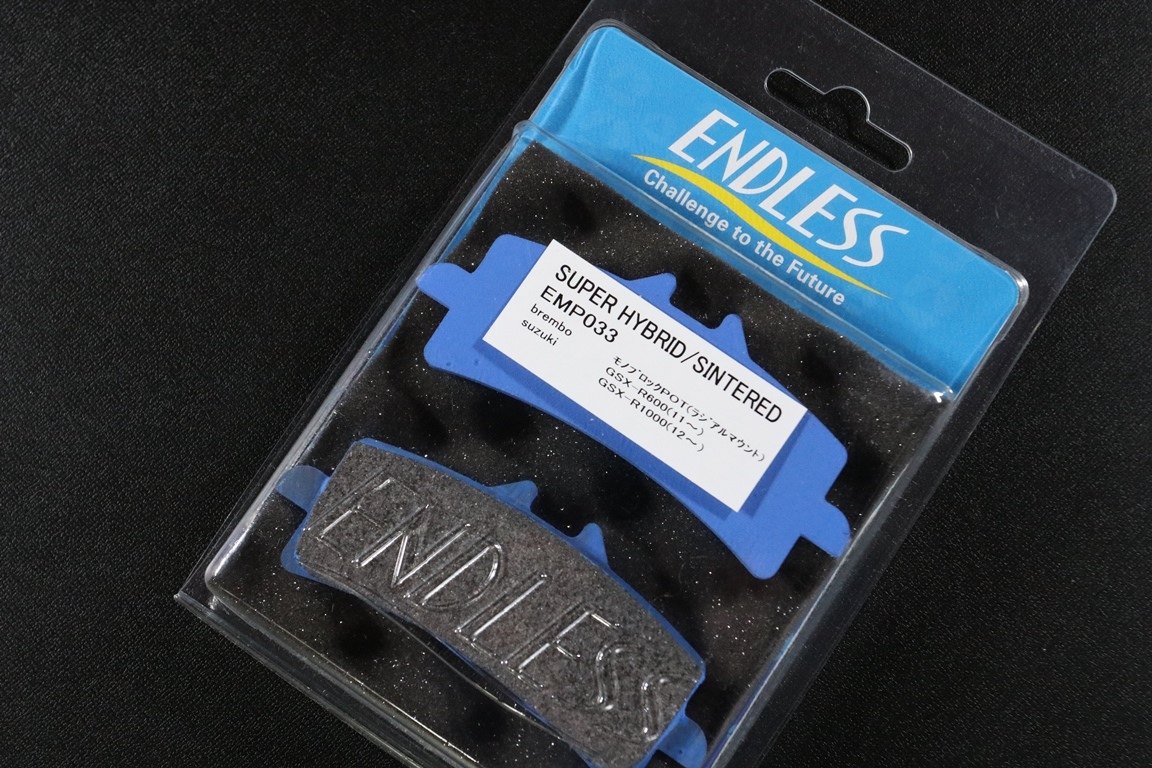 ENDLESS
Challenge to the Future
SUPER HYBRID/SINTERED
EMP033
brembo
suzuki
モノブロックPOT(ラジアルマウント)
GSX-R600(11～)
GSX-R1000(12～)
ENDLESS